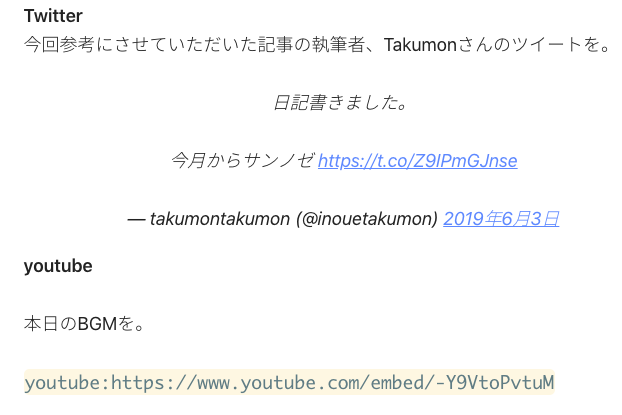 Twitter
今回参考にさせていただいた記事の執筆者、Takumonさんのツイートを。
日記書きました。
今月からサンノゼ https://t.co/Z9IPmGJnse
— takumontakumon (@inouetakumon) 2019年6月3日
youtube
本日のBGMを。
youtube:https://www.youtube.com/embed/-Y9VtoPvtuM